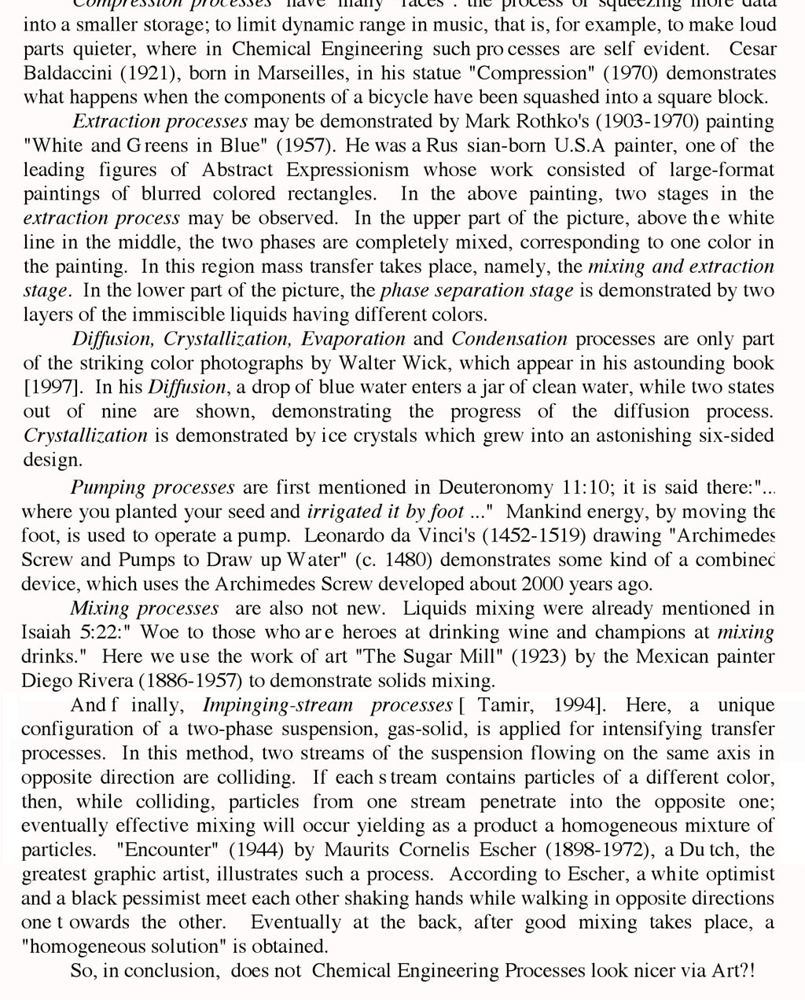 Compression processes have many "faces": the process of squeezing more data
into a smaller storage; to limit dynamic range in music, that is, for example, to make loud
parts quieter, where in Chemical Engineering such pro cesses are self evident. Cesar
Baldaccini (1921), born in Marseilles, in his statue "Compression" (1970) demonstrates
what happens when the components of a bicycle have been squashed into a square block.
Extraction processes may be demonstrated by Mark Rothko's (1903-1970) painting
"White and Greens in Blue" (1957). He was a Rus sian-born U.S.A painter, one of the
leading figures of Abstract Expressionism whose work consisted of large-format
paintings of blurred colored rectangles. In the above painting, two stages in the
extraction process may be observed. In the upper part of the picture, above the white
line in the middle, the two phases are completely mixed, corresponding to one color in
the painting. In this region mass transfer takes place, namely, the mixing and extraction
stage. In the lower part of the picture, the phase separation stage is demonstrated by two
layers of the immiscible liquids having different colors.
Diffusion, Crystallization, Evaporation and Condensation processes are only part
of the striking color photographs by Walter Wick, which appear in his astounding book
[1997]. In his Diffusion, a drop of blue water enters a jar of clean water, while two states
out of nine are shown, demonstrating the progress of the diffusion process.
Crystallization is demonstrated by ice crystals which grew into an astonishing six-sided
design.
Pumping processes are first mentioned in Deuteronomy 11:10; it is said there:"...
where you planted your seed and irrigated it by foot ..." Mankind energy, by moving the
foot, is used to operate a pump. Leonardo da Vinci's (1452-1519) drawing "Archimedes
Screw and Pumps to Draw up Water" (c. 1480) demonstrates some kind of a combined
device, which uses the Archimedes Screw developed about 2000 years ago.
Mixing processes are also not new. Liquids mixing were already mentioned in
Isaiah 5:22:" Woe to those who are heroes at drinking wine and champions at mixing
drinks." Here we use the work of art "The Sugar Mill" (1923) by the Mexican painter
Diego Rivera (1886-1957) to demonstrate solids mixing.
And f inally, Impinging-stream processes [ Tamir, 1994]. Here, a unique
configuration of a two-phase suspension, gas-solid, is applied for intensifying transfer
processes. In this method, two streams of the suspension flowing on the same axis in
opposite direction are colliding. If each stream contains particles of a different color,
then, while colliding, particles from one stream penetrate into the opposite one;
eventually effective mixing will occur yielding as a product a homogeneous mixture of
particles. "Encounter" (1944) by Maurits Cornelis Escher (1898-1972), a Du tch, the
greatest graphic artist, illustrates such a process. According to Escher, a white optimist
and a black pessimist meet each other shaking hands while walking in opposite directions
one t owards the other. Eventually at the back, after good mixing takes place, a
"homogeneous solution" is obtained.
So, in conclusion, does not Chemical Engineering Processes look nicer via Art?!